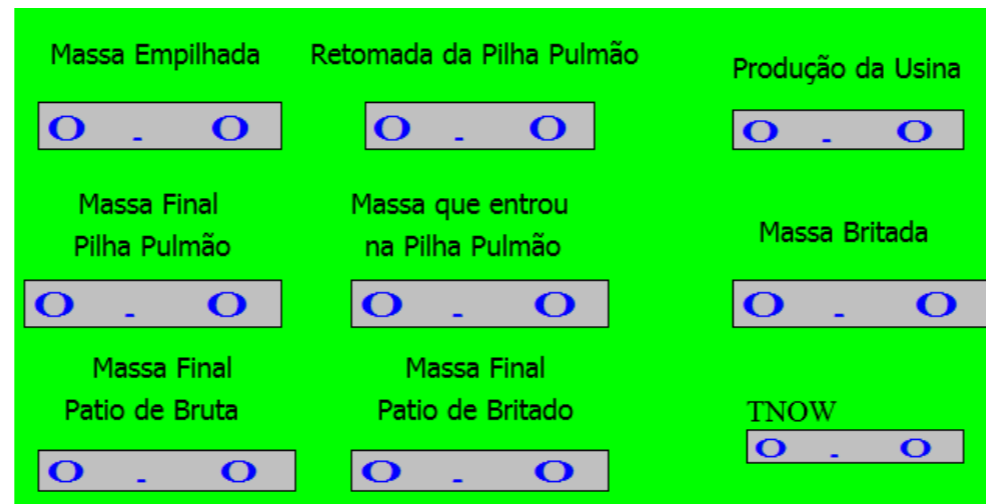 Massa Empilhada
Retomada da Pilha Pulmão
Produção da Usina
0 . 0
0 . 0
0 . 0
Massa Final
Pilha Pulmão
0 . 0
Massa que entrou
na Pilha Pulmão
0 . 0
Massa Britada
0 . 0
Massa Final
Patio de Bruta
0 . 0
Massa Final
Patio de Britado
0 . 0
TNOW
0 . 0